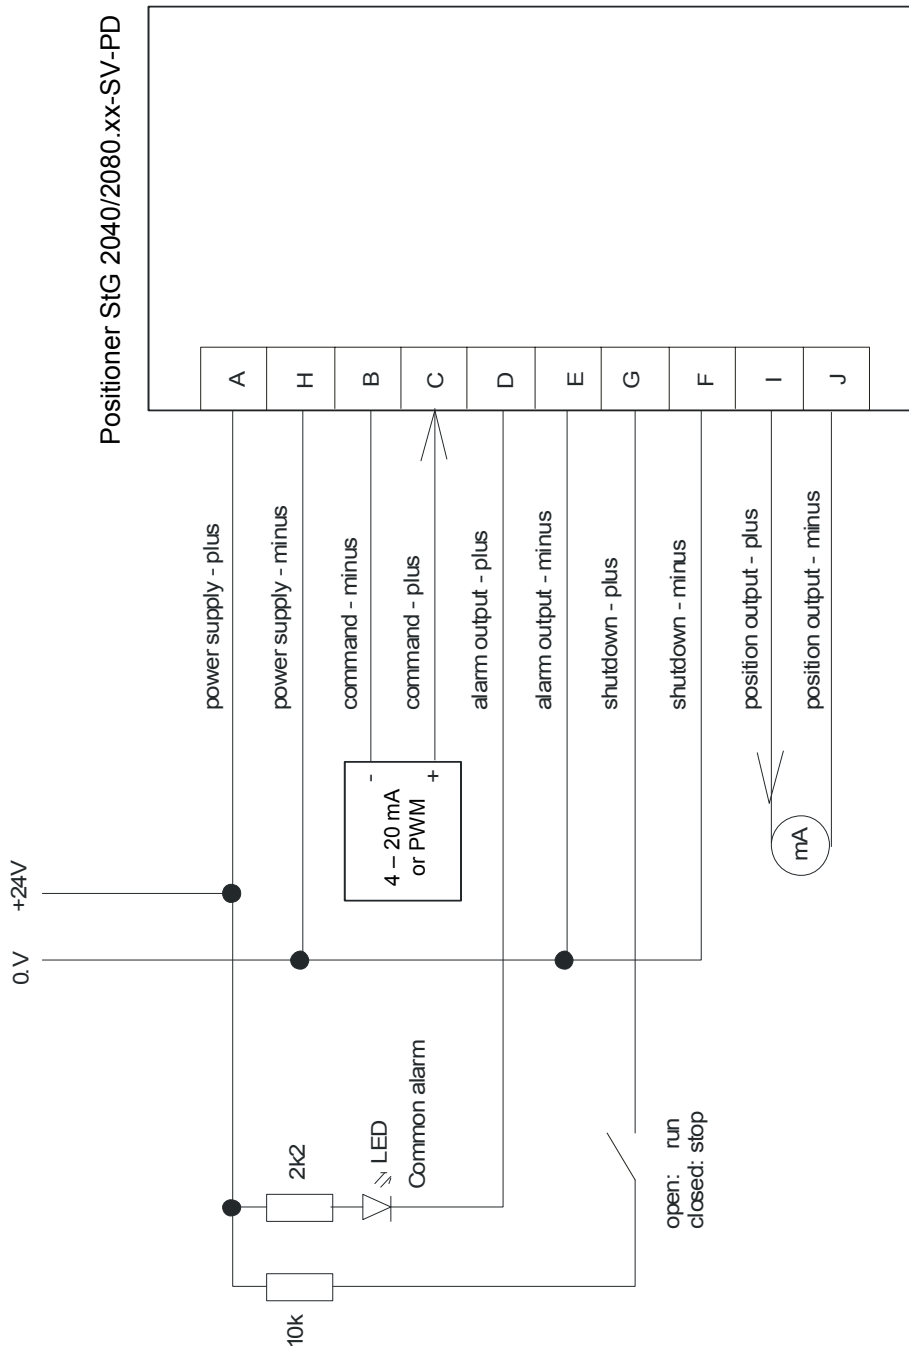 Positioner StG 2040/2080.xx-SV-PD
A
H
B
C
D
E
G
F
I
J
power supply - plus
power supply - minus
command - minus
command - plus
alarm output - plus
alarm output - minus
shutdown - plus
shutdown - minus
position output - plus
position output - minus
-
+
4 – 20 mA
or PWM
mA
+24V
0.V
2k2
LED
Common alarm
open: run
closed: stop
10k